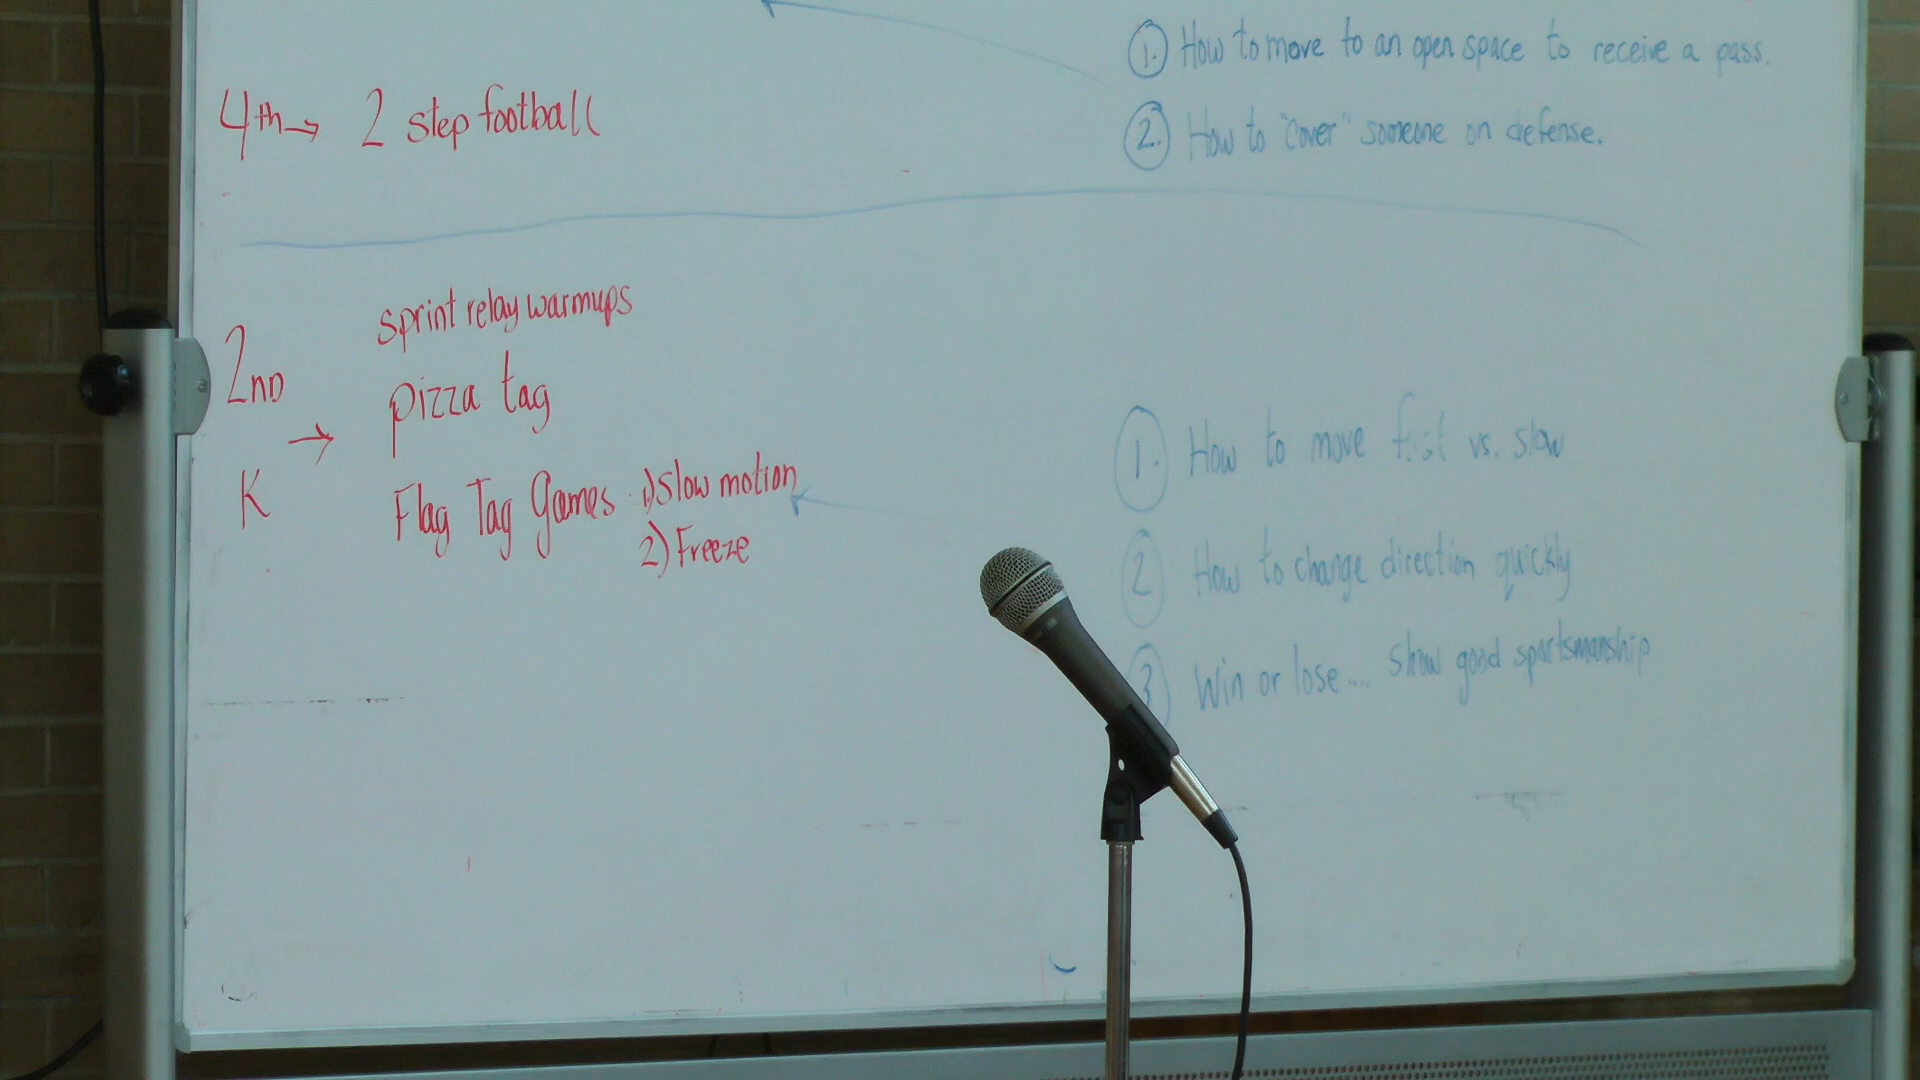 1. How to move to an open space to receive a pass.
4th → 2 step football
2. How to "cover" someone on defense.
sprint relay warmups
2ND
pizza tag
K →
Flag Tag Games 1) Slow motion
2) Freeze
1. How to move fast vs. slow
2 How to change direction quickly
3 Win or lose.... Show good sportsmanship